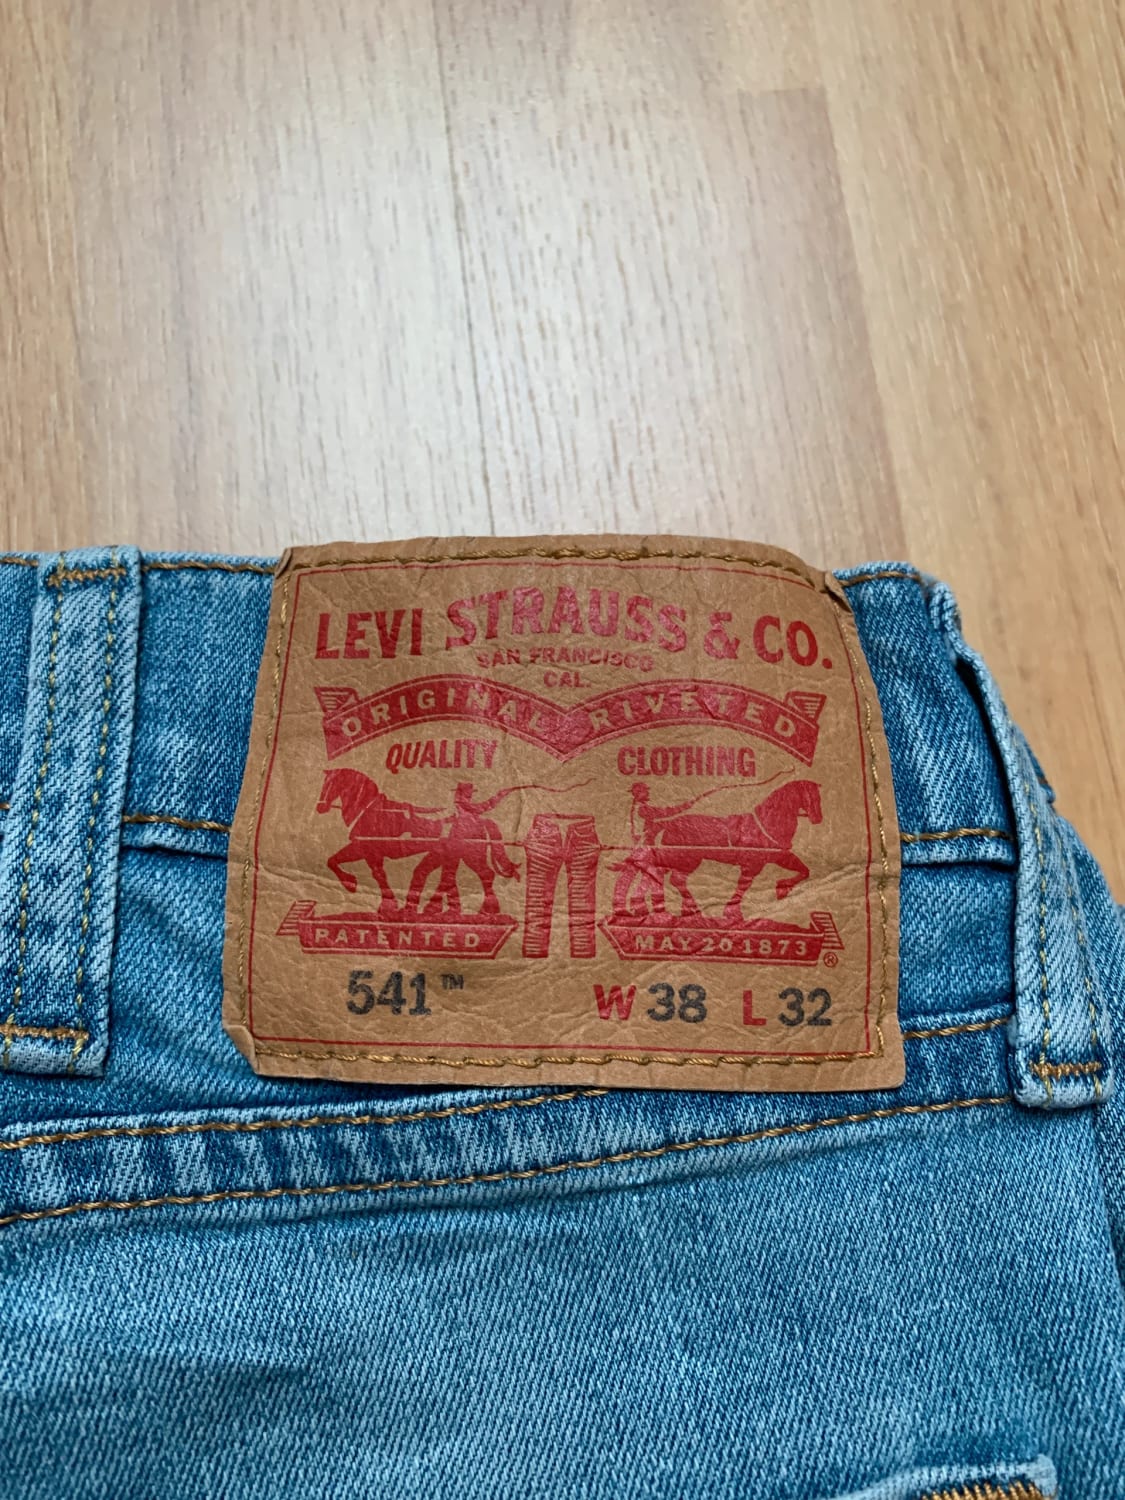 LEVI STRAUSS & CO.
SAN FRANCISCO
CAL.
ORIGINAL RIVETED
QUALITY CLOTHING
PATENTED MAY 20 1873 ®
541™ W 38 L 32